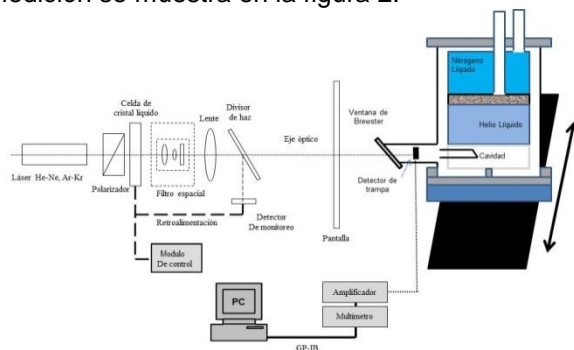 medición se muestra en la figura 2.
Nitrógeno
Líquido
Helio Líquido
Cavidad
Celda de
cristal líquido
Lente
Divisor
de haz
Eje óptico
Ventana de
Brewster
Láser He-Ne, Ar-Kr
Polarizador
Filtro espacial
Retroalimentación
Detector
De monitoreo
Pantalla
Detector de
trampa
Modulo
De control
PC
Amplificador
Multimetro
GP-IB